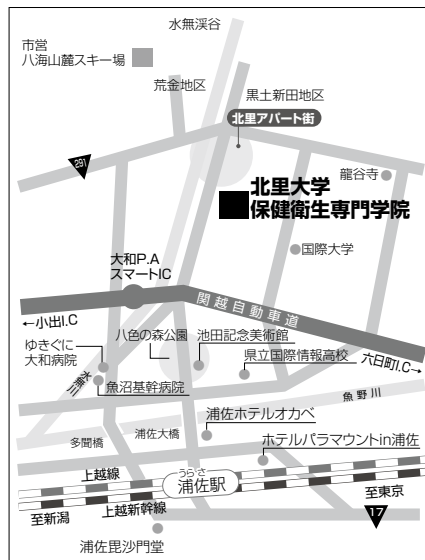 水無渓谷
市営
八海山麓スキー場
荒金地区
黒土新田地区
北里アパート街
291
龍谷寺
北里大学
保健衛生専門学院
国際大学
大和P.A
スマートIC
関越自動車道
←小出I.C
六日町I.C→
八色の森公園
池田記念美術館
ゆきぐに
大和病院
県立国際情報高校
水無川
魚沼基幹病院
魚野川
浦佐ホテルオカベ
多聞橋
浦佐大橋
ホテルパラマウントin浦佐
上越線
うらさ
浦佐駅
至東京
至新潟
上越新幹線
17
浦佐毘沙門堂